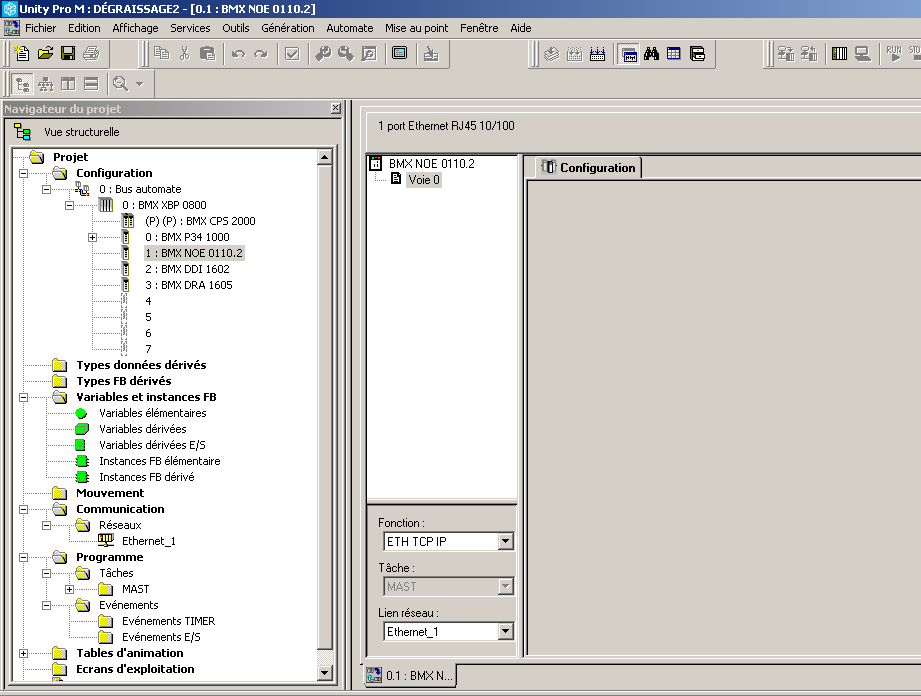 Unity Pro M : DÉGRAISSAGE2 - [0.1 : BMX NOE 0110.2]
Fichier Edition Affichage Services Outils Génération Automate Mise au point Fenêtre Aide
RUN STO
Navigateur du projet
Vue structurelle
Projet
Configuration
0 : Bus automate
0 : BMX XBP 0800
(P) (P) : BMX CPS 2000
0 : BMX P34 1000
1 : BMX NOE 0110.2
2 : BMX DDI 1602
3 : BMX DRA 1605
4
5
6
7
Types données dérivés
Types FB dérivés
Variables et instances FB
Variables élémentaires
Variables dérivées
Variables dérivées E/S
Instances FB élémentaire
Instances FB dérivé
Mouvement
Communication
Réseaux
Ethernet_1
Programme
Tâches
MAST
Evénements
Evénements TIMER
Evénements E/S
Tables d'animation
Ecrans d'exploitation
1 port Ethernet RJ45 10/100
BMX NOE 0110.2
Voie 0
Configuration
Fonction :
ETH TCP IP
Tâche :
MAST
Lien réseau :
Ethernet_1
0.1 : BMX N...